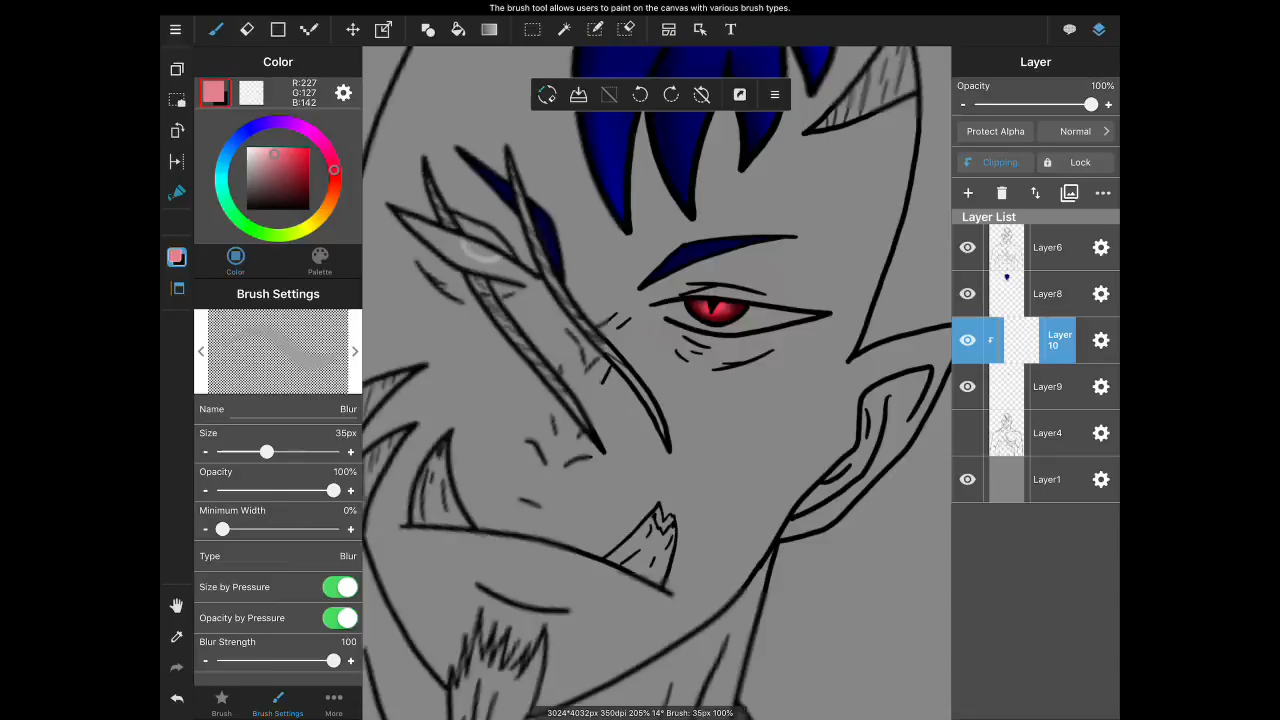 The brush tool allows users to paint on the canvas with various brush types.
T
Color
R:227
G:127
B:142
Color
Palette
Brush Settings
Name
Blur
Size
35px
Opacity
100%
Minimum Width
0%
Type
Blur
Size by Pressure
Opacity by Pressure
Blur Strength
100
Brush
Brush Settings
More
3024*4032px 350dpi 205% 14° Brush: 35px 100%
Layer
Opacity
100%
Protect Alpha
Normal
Clipping
Lock
Layer List
Layer6
Layer8
Layer
10
Layer9
Layer4
Layer1